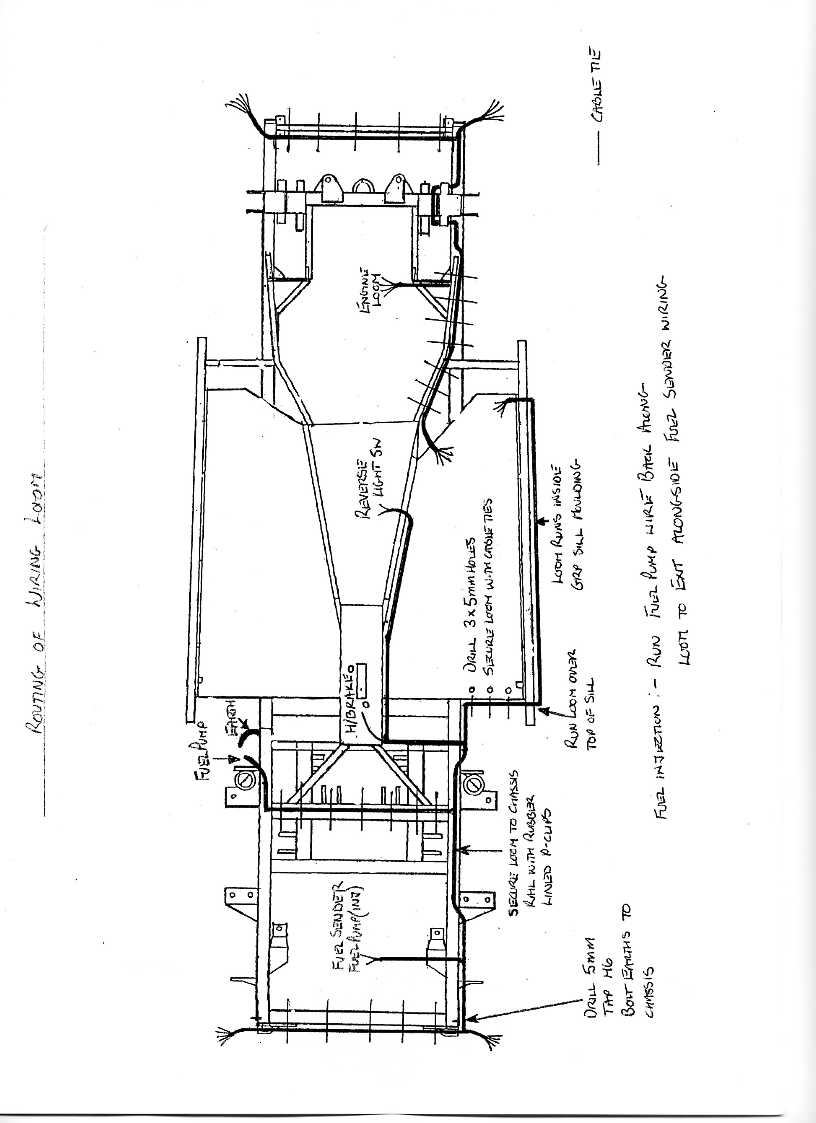 ROUTING OF WIRING LOOM
FUEL PUMP
EARTH
H/BRAKE
REVERSE
LIGHT SW
ENGINE
LOOM
FUEL SENDER
FUEL PUMP (INJ)
DRILL 3 x 5mm HOLES
SECURE LOOM WITH CABLE TIES
LOOM RUNS INSIDE
GRP SILL MOULDING
RUN LOOM OVER
TOP OF SILL
SECURE LOOM TO CHASSIS
RAIL WITH RUBBER
LINED P-CLIPS
DRILL 5MM
TAP M6
BOLT EARTHS TO
CHASSIS
CABLE TIE
FUEL INJECTION :- RUN FUEL PUMP WIRE BACK ALONG
LOOM TO EXIT ALONGSIDE FUEL SENDER WIRING